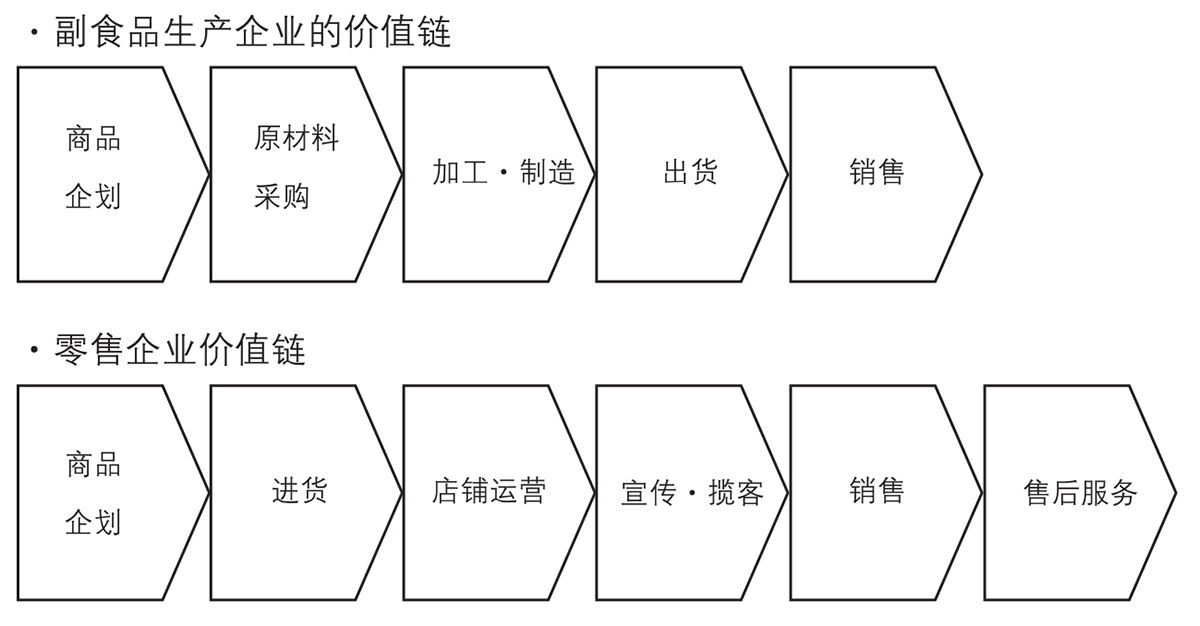 ・副食品生产企业的价值链
商品
企划
原材料
采购
加工・制造
出货
销售
・零售企业价值链
商品
企划
进货
店铺运营
宣传・揽客
销售
售后服务